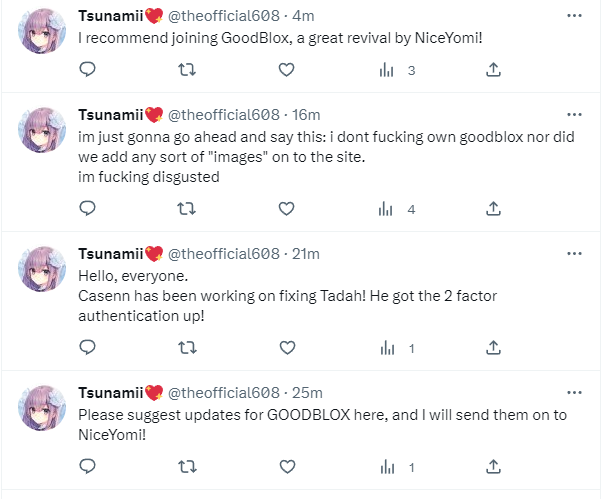 Tsunamii💖 @theofficial608 · 4m
I recommend joining GoodBlox, a great revival by NiceYomi!
3
Tsunamii💖 @theofficial608 · 16m
im just gonna go ahead and say this: i dont fucking own goodblox nor did
we add any sort of "images" on to the site.
im fucking disgusted
4
Tsunamii💖 @theofficial608 · 21m
Hello, everyone.
Casenn has been working on fixing Tadah! He got the 2 factor
authentication up!
1
Tsunamii💖 @theofficial608 · 25m
Please suggest updates for GOODBLOX here, and I will send them on to
NiceYomi!
1